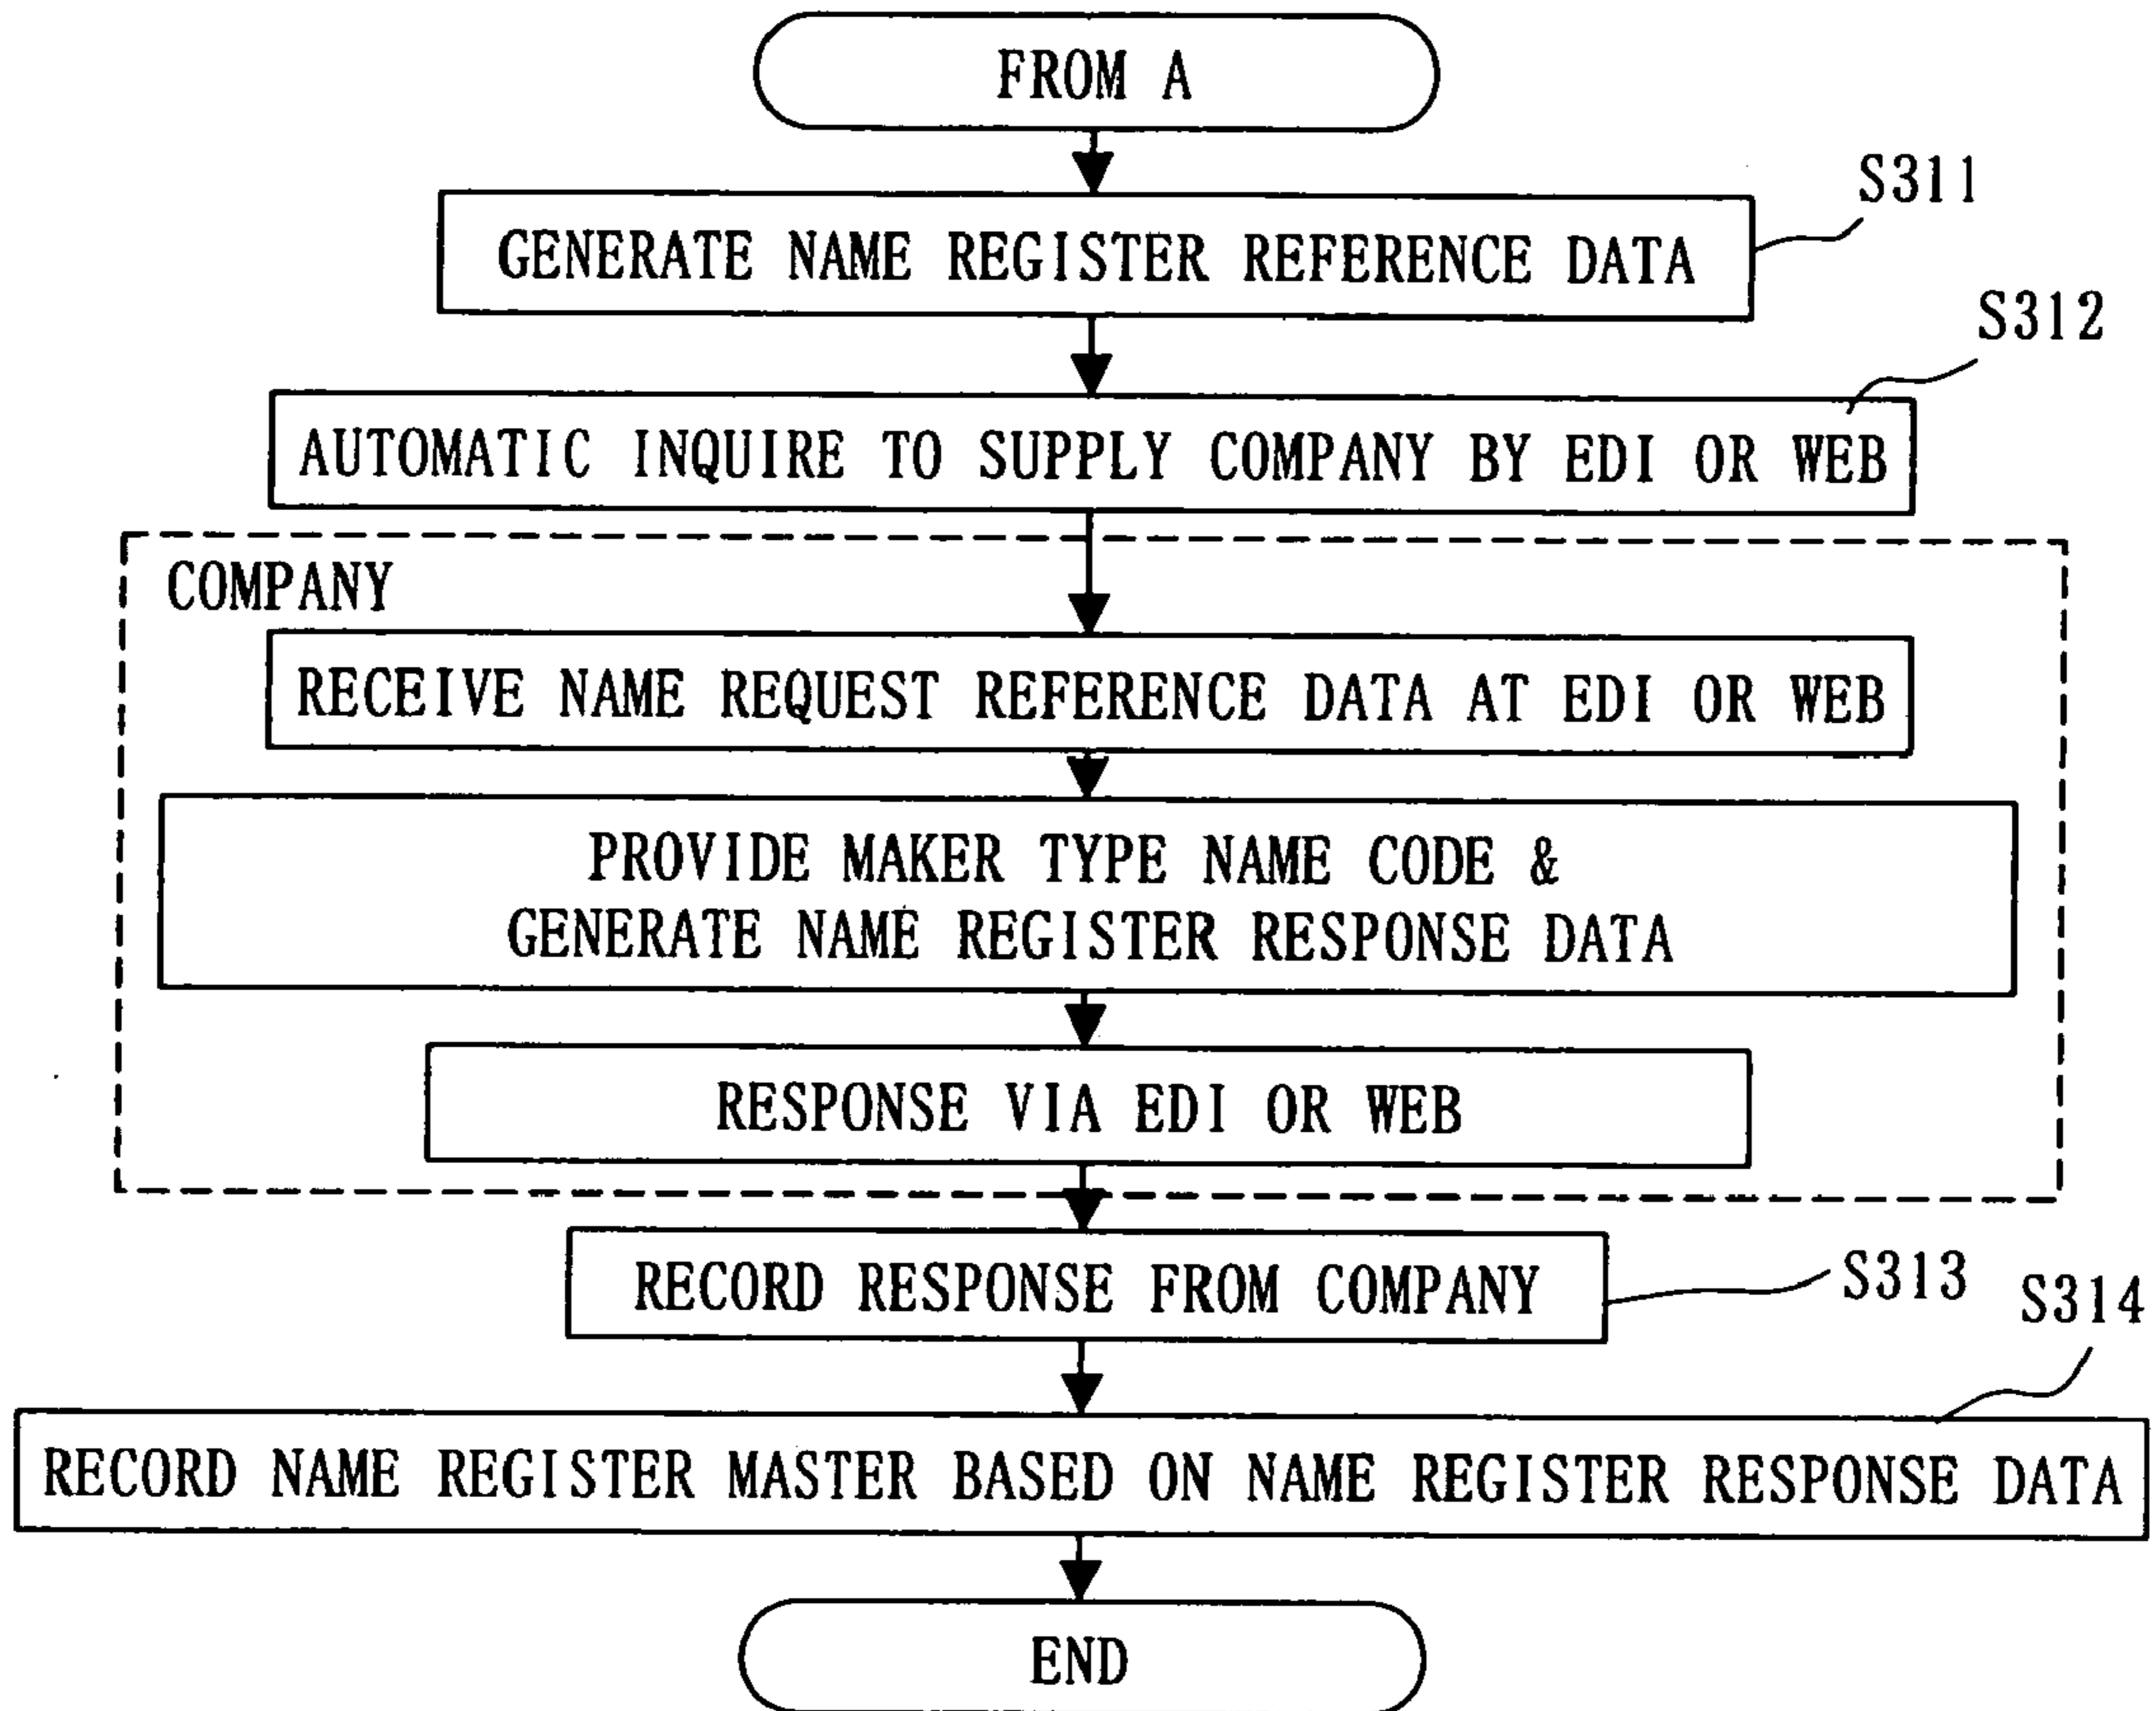 FROM A
S311
GENERATE NAME REGISTER REFERENCE DATA
S312
AUTOMATIC INQUIRE TO SUPPLY COMPANY BY EDI OR WEB
COMPANY
RECEIVE NAME REQUEST REFERENCE DATA AT EDI OR WEB
PROVIDE MAKER TYPE NAME CODE &
GENERATE NAME REGISTER RESPONSE DATA
RESPONSE VIA EDI OR WEB
RECORD RESPONSE FROM COMPANY
S313
S314
RECORD NAME REGISTER MASTER BASED ON NAME REGISTER RESPONSE DATA
END